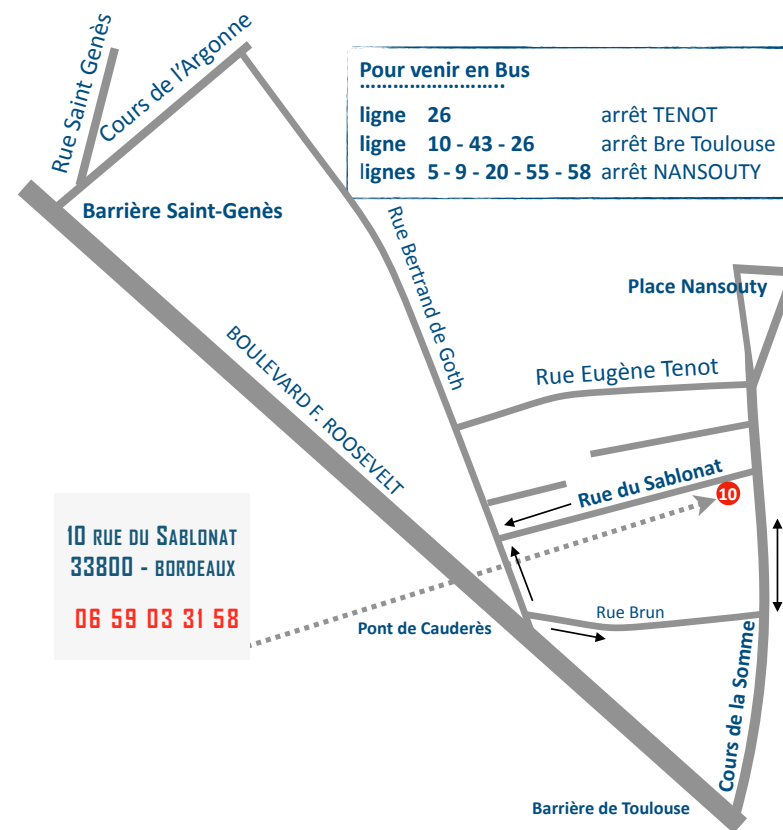 Rue Saint Genès
Cours de l'Argonne
Pour venir en Bus
ligne 26 arrêt TENOT
ligne 10 - 43 - 26 arrêt Bre Toulouse
lignes 5 - 9 - 20 - 55 - 58 arrêt NANSOUTY
Barrière Saint-Genès
Rue Bertrand de Goth
Place Nansouty
BOULEVARD F. ROOSEVELT
Rue Eugène Tenot
Rue du Sablonat
10
10 RUE DU SABLONAT
33800 - BORDEAUX
06 59 03 31 58
Rue Brun
Pont de Cauderès
Cours de la Somme
Barrière de Toulouse